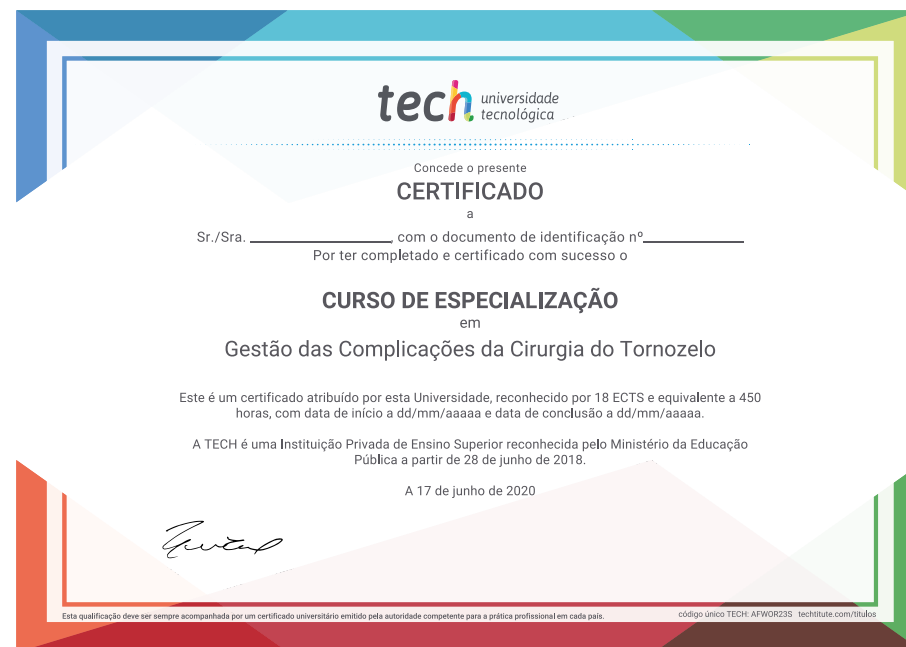 tech universidade
tecnológica
Concede o presente
CERTIFICADO
a
Sr./Sra. , com o documento de identificação nº
Por ter completado e certificado com sucesso o
CURSO DE ESPECIALIZAÇÃO
em
Gestão das Complicações da Cirurgia do Tornozelo
Este é um certificado atribuído por esta Universidade, reconhecido por 18 ECTS e equivalente a 450
horas, com data de início a dd/mm/aaaaa e data de conclusão a dd/mm/aaaaa.
A TECH é uma Instituição Privada de Ensino Superior reconhecida pelo Ministério da Educação
Pública a partir de 28 de junho de 2018.
A 17 de junho de 2020
Esta qualificação deve ser sempre acompanhada por um certificado universitário emitido pela autoridade competente para a prática profissional em cada país.
código único TECH: AFWOR23S techtitute.com/titulos